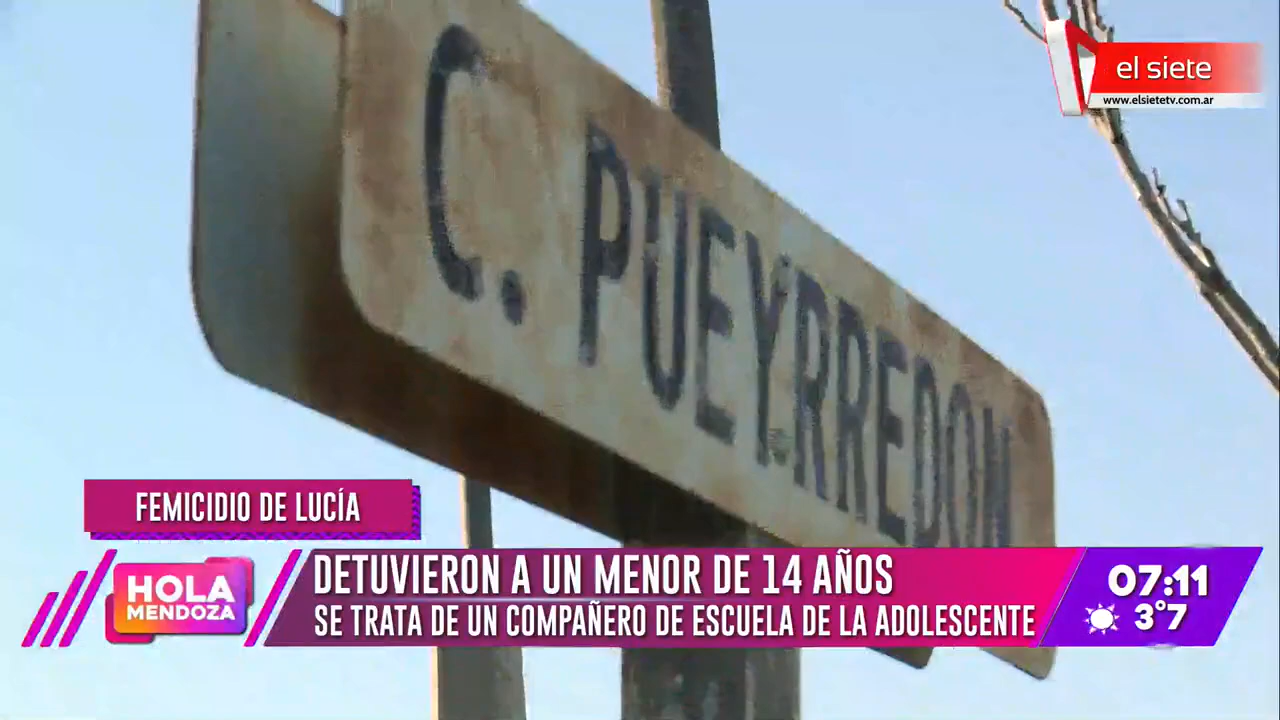 el siete
www.elsietetv.com.ar
C. PUEYRREDON
FEMICIDIO DE LUCÍA
HOLA
MENDOZA
DETUVIERON A UN MENOR DE 14 AÑOS
SE TRATA DE UN COMPAÑERO DE ESCUELA DE LA ADOLESCENTE
07:11
3°7